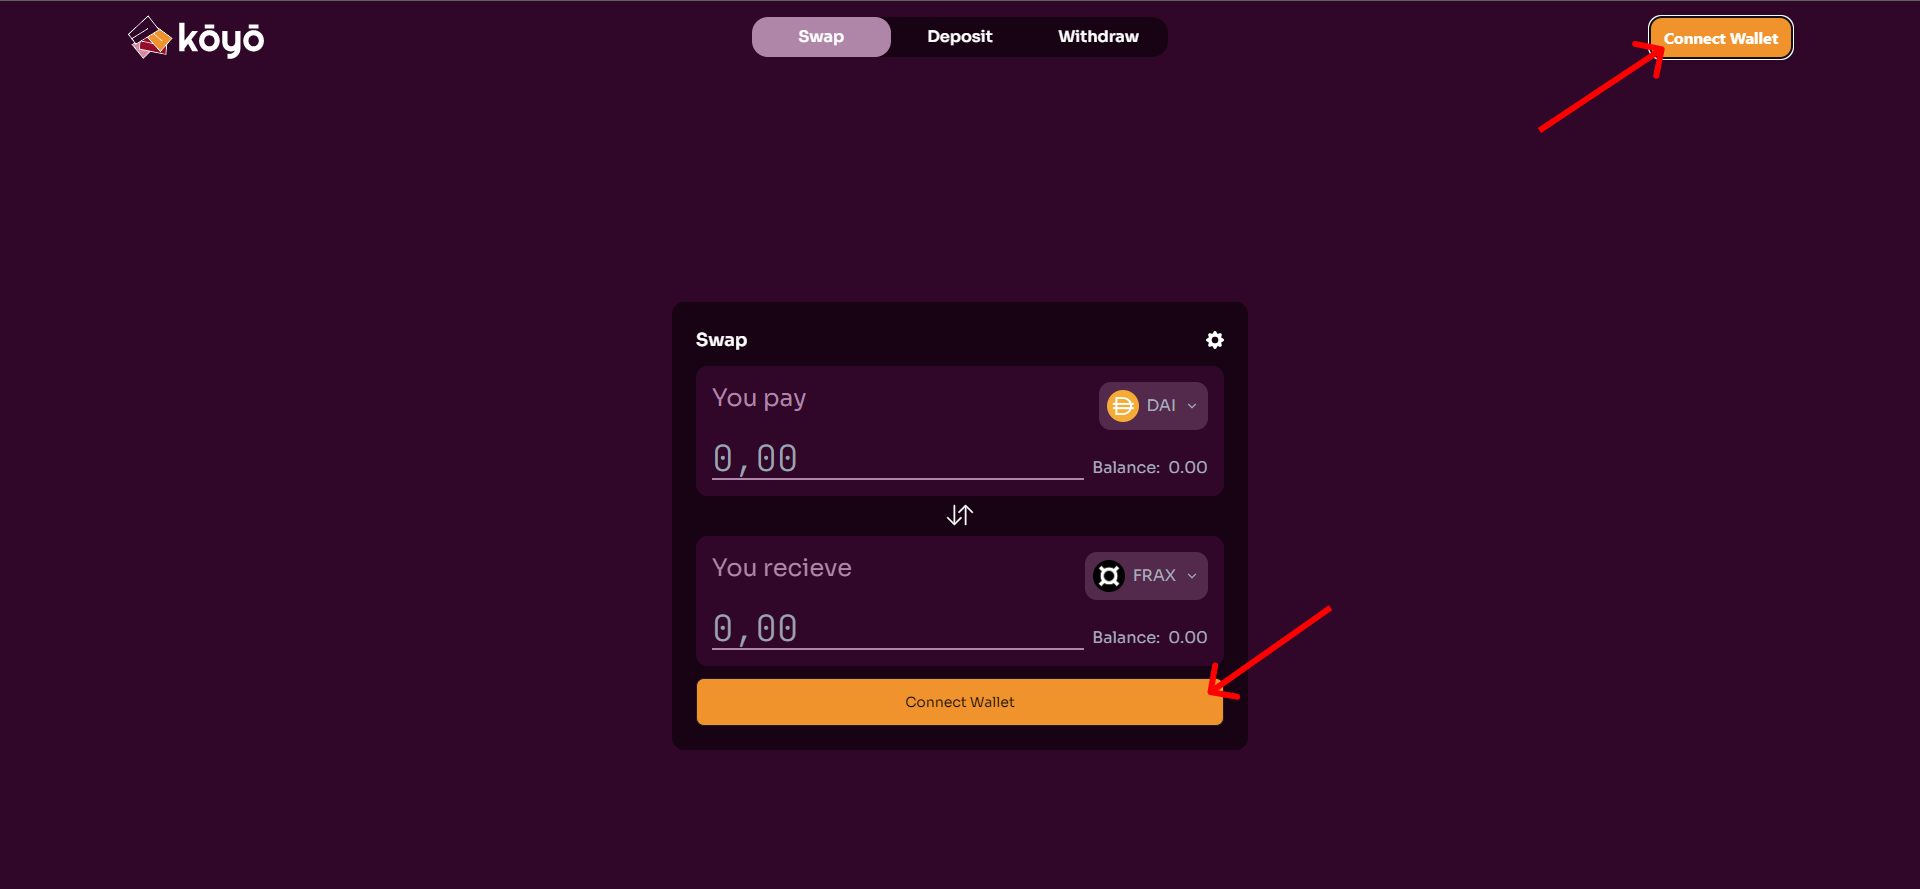 kōyō
Swap Deposit Withdraw
Connect Wallet
Swap
You pay
DAI
0,00
Balance: 0.00
You recieve
FRAX
0,00
Balance: 0.00
Connect Wallet